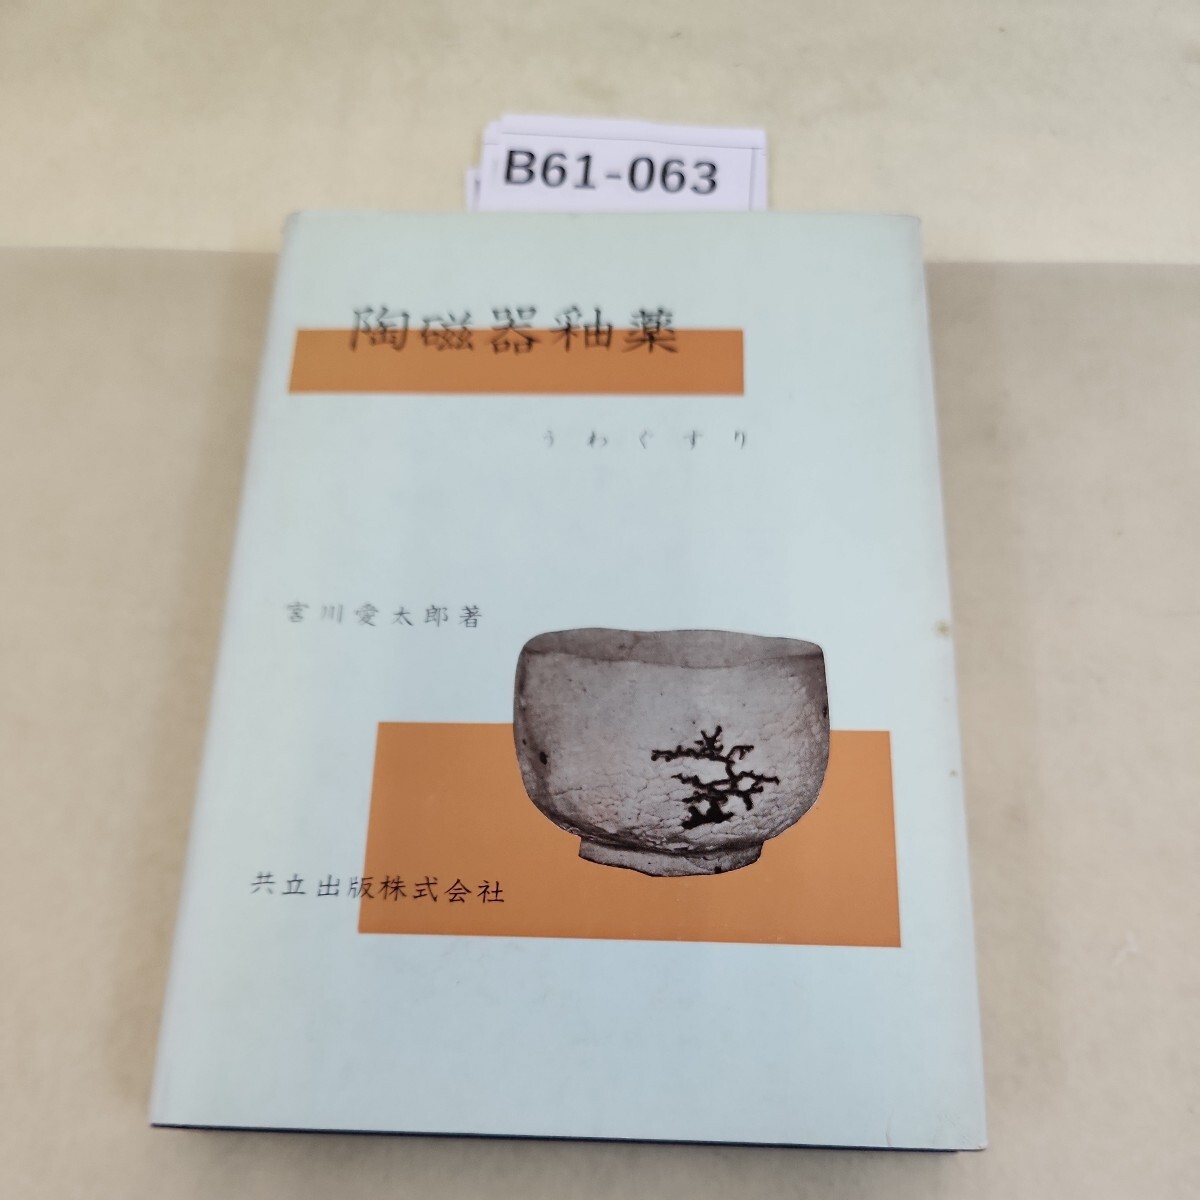 B61-063
陶磁器釉薬
うわぐすり
宮川愛太郎著
共立出版株式会社